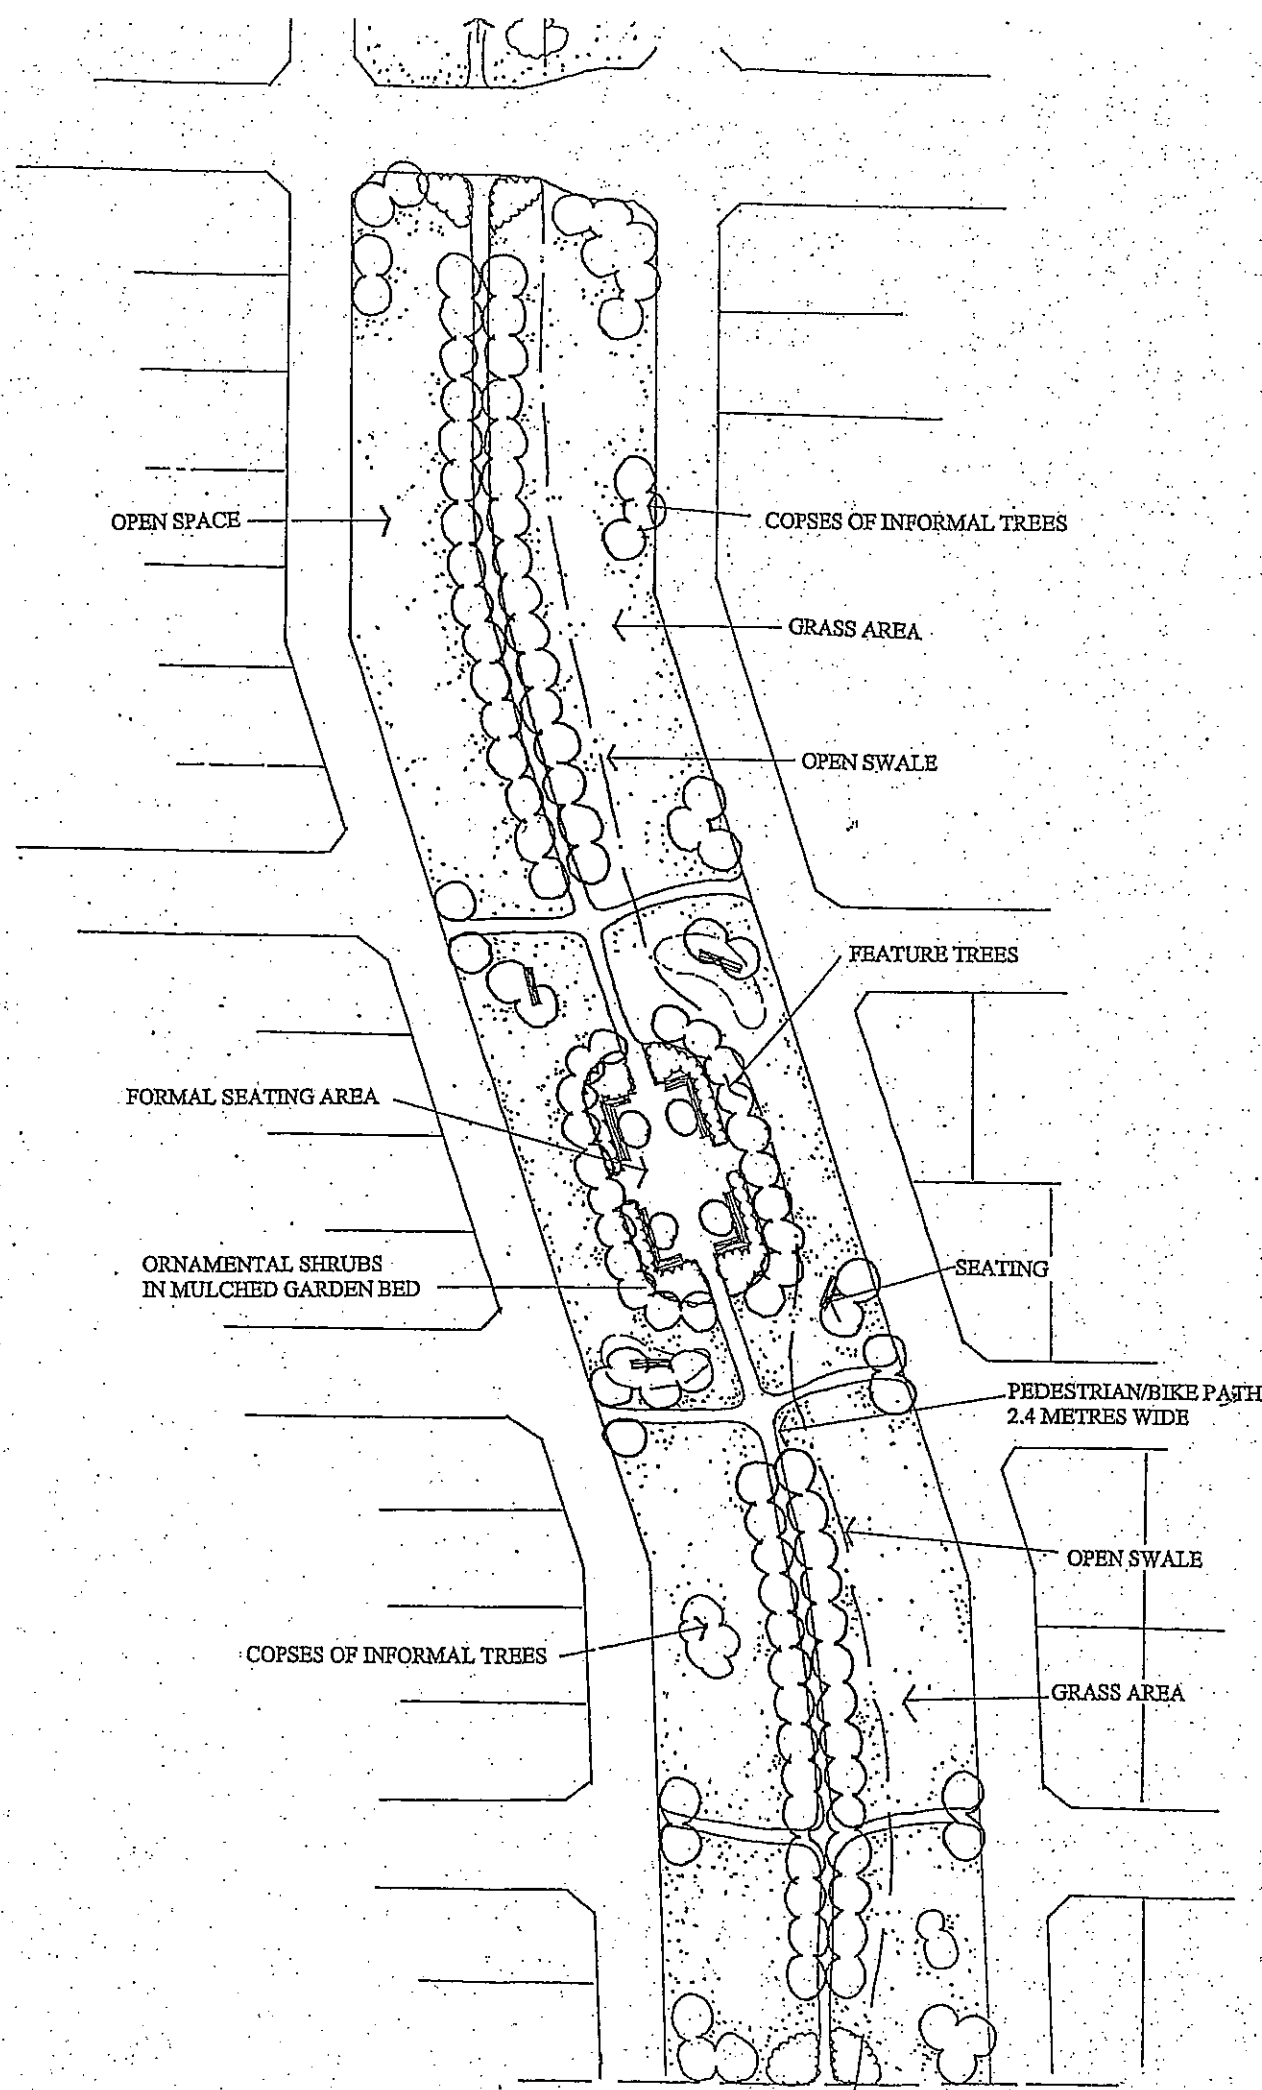 OPEN SPACE
COPSES OF INFORMAL TREES
GRASS AREA
OPEN SWALE
FEATURE TREES
FORMAL SEATING AREA
ORNAMENTAL SHRUBS
IN MULCHED GARDEN BED
SEATING
PEDESTRIAN/BIKE PATH
2.4 METRES WIDE
OPEN SWALE
COPSES OF INFORMAL TREES
GRASS AREA